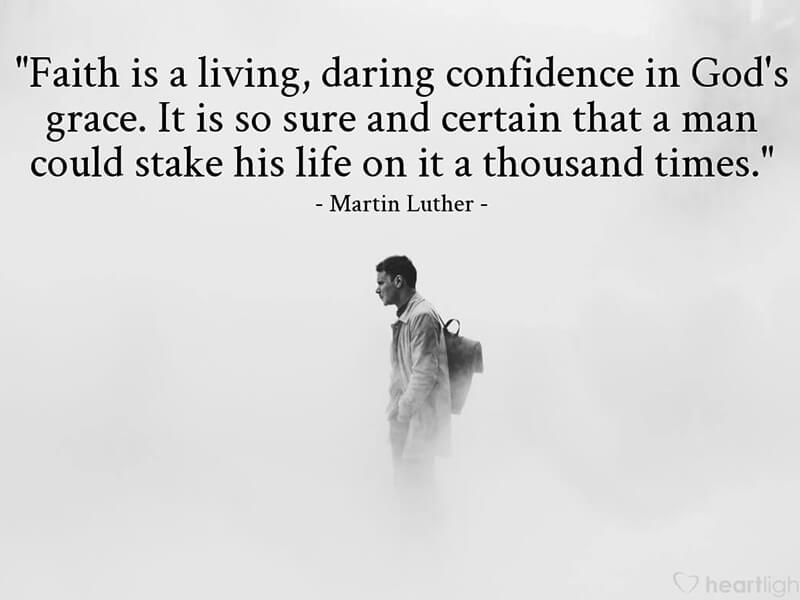 "Faith is a living, daring confidence in God's
grace. It is so sure and certain that a man
could stake his life on it a thousand times."
- Martin Luther -
heartligh